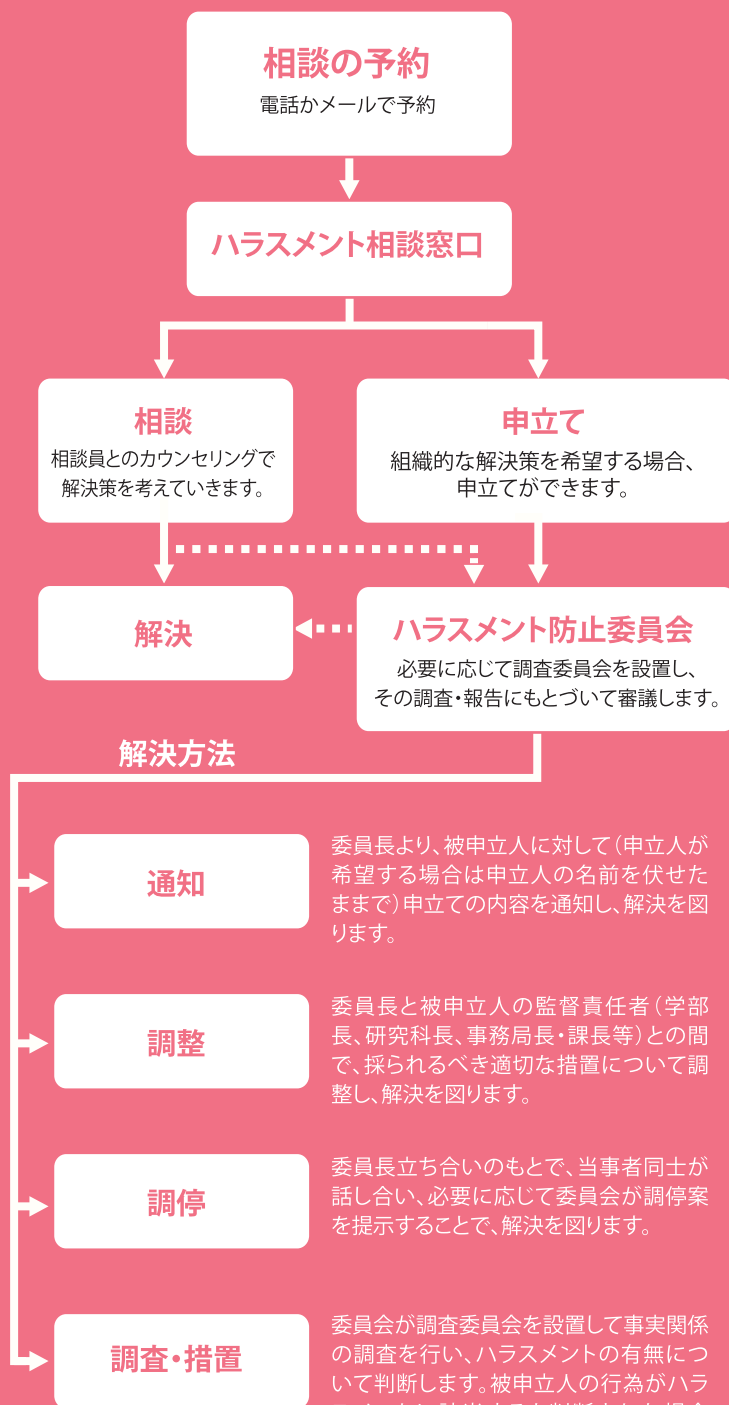 相談の予約
電話かメールで予約
ハラスメント相談窓口
相談
相談員とのカウンセリングで
解決策を考えていきます。
申立て
組織的な解決策を希望する場合、
申立てができます。
解決
ハラスメント防止委員会
必要に応じて調査委員会を設置し、
その調査・報告にもとづいて審議します。
解決方法
通知
委員長より、被申立人に対して（申立人が
希望する場合は申立人の名前を伏せた
ままで）申立ての内容を通知し、解決を図
ります。
調整
委員長と被申立人の監督責任者（学部
長、研究科長、事務局長・課長等）との間
で、採られるべき適切な措置について調
整し、解決を図ります。
調停
委員長立ち合いのもとで、当事者同士が
話し合い、必要に応じて委員会が調停案
を提示することで、解決を図ります。
調査・措置
委員会が調査委員会を設置して事実関係
の調査を行い、ハラスメントの有無につ
いて判断します。被申立人の行為がハラ